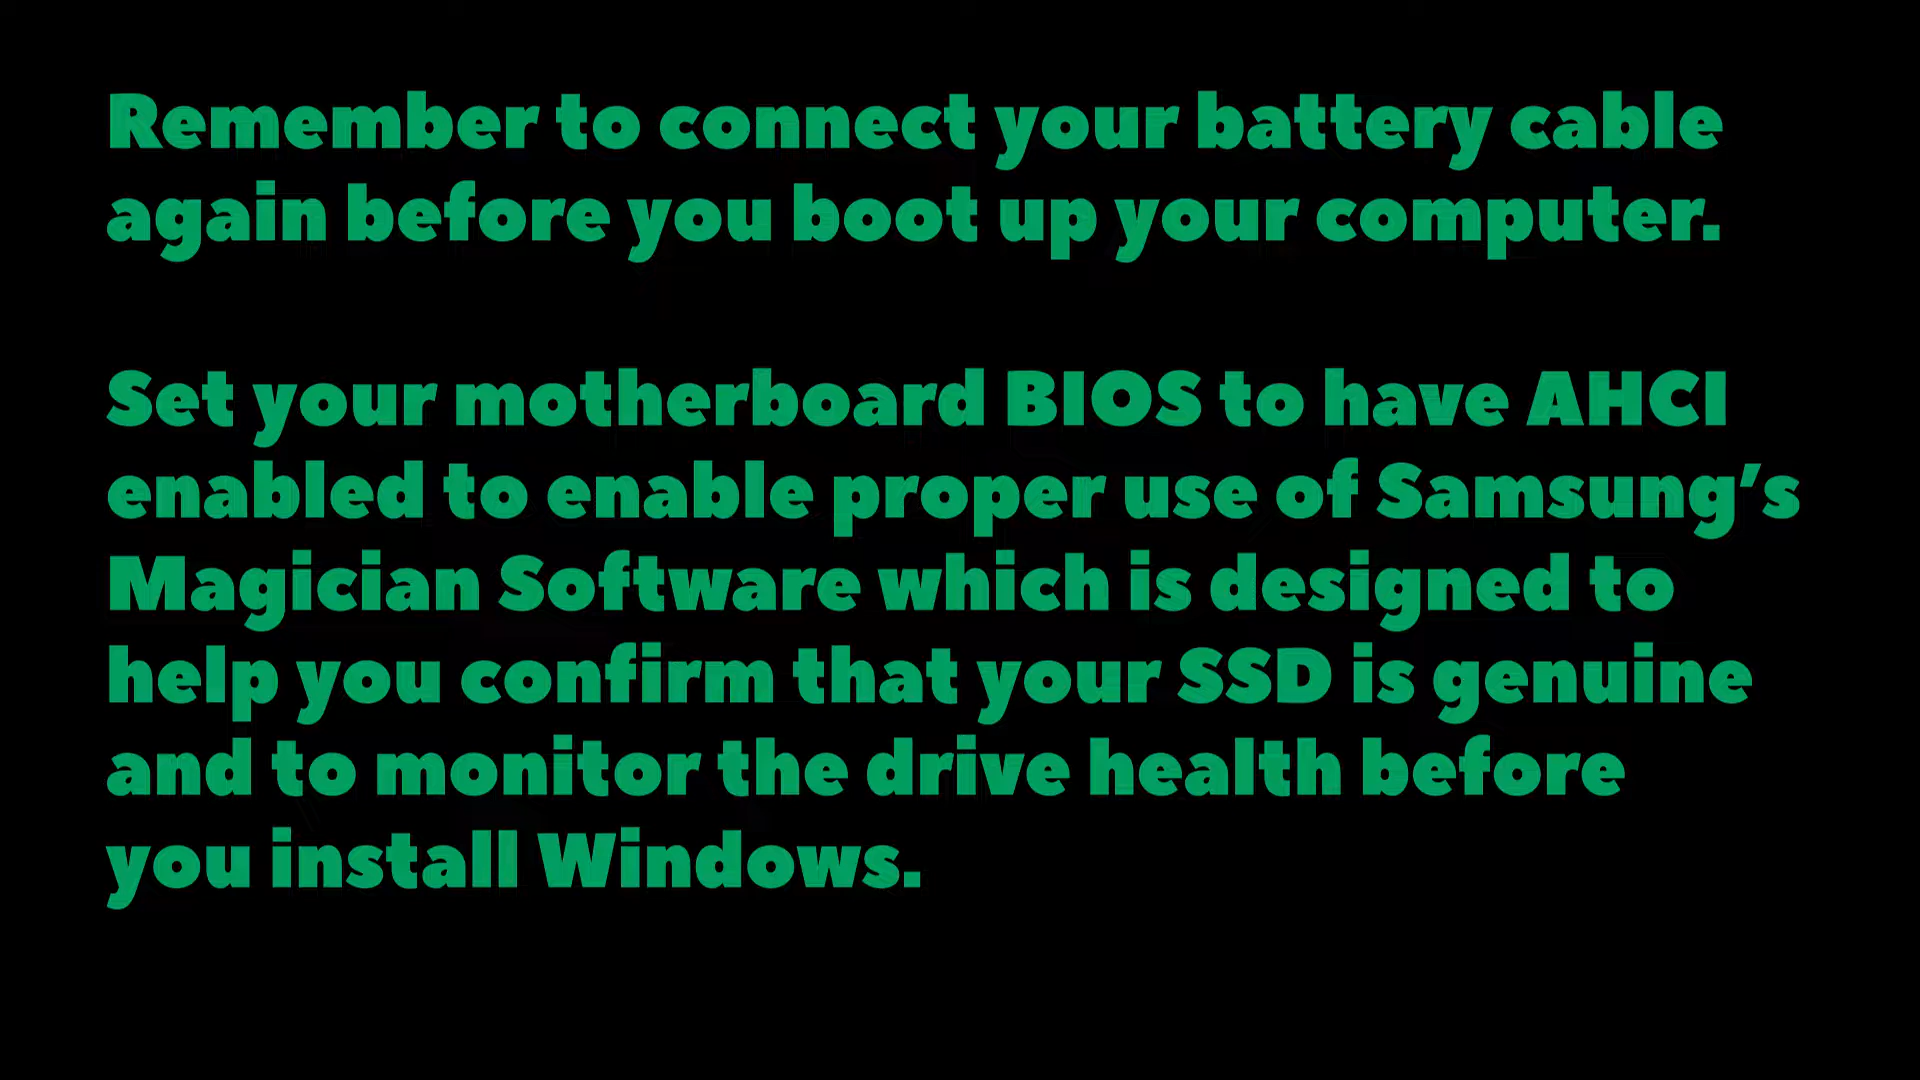 Remember to connect your battery cable
again before you boot up your computer.
Set your motherboard BIOS to have AHCI
enabled to enable proper use of Samsung’s
Magician Software which is designed to
help you confirm that your SSD is genuine
and to monitor the drive health before
you install Windows.